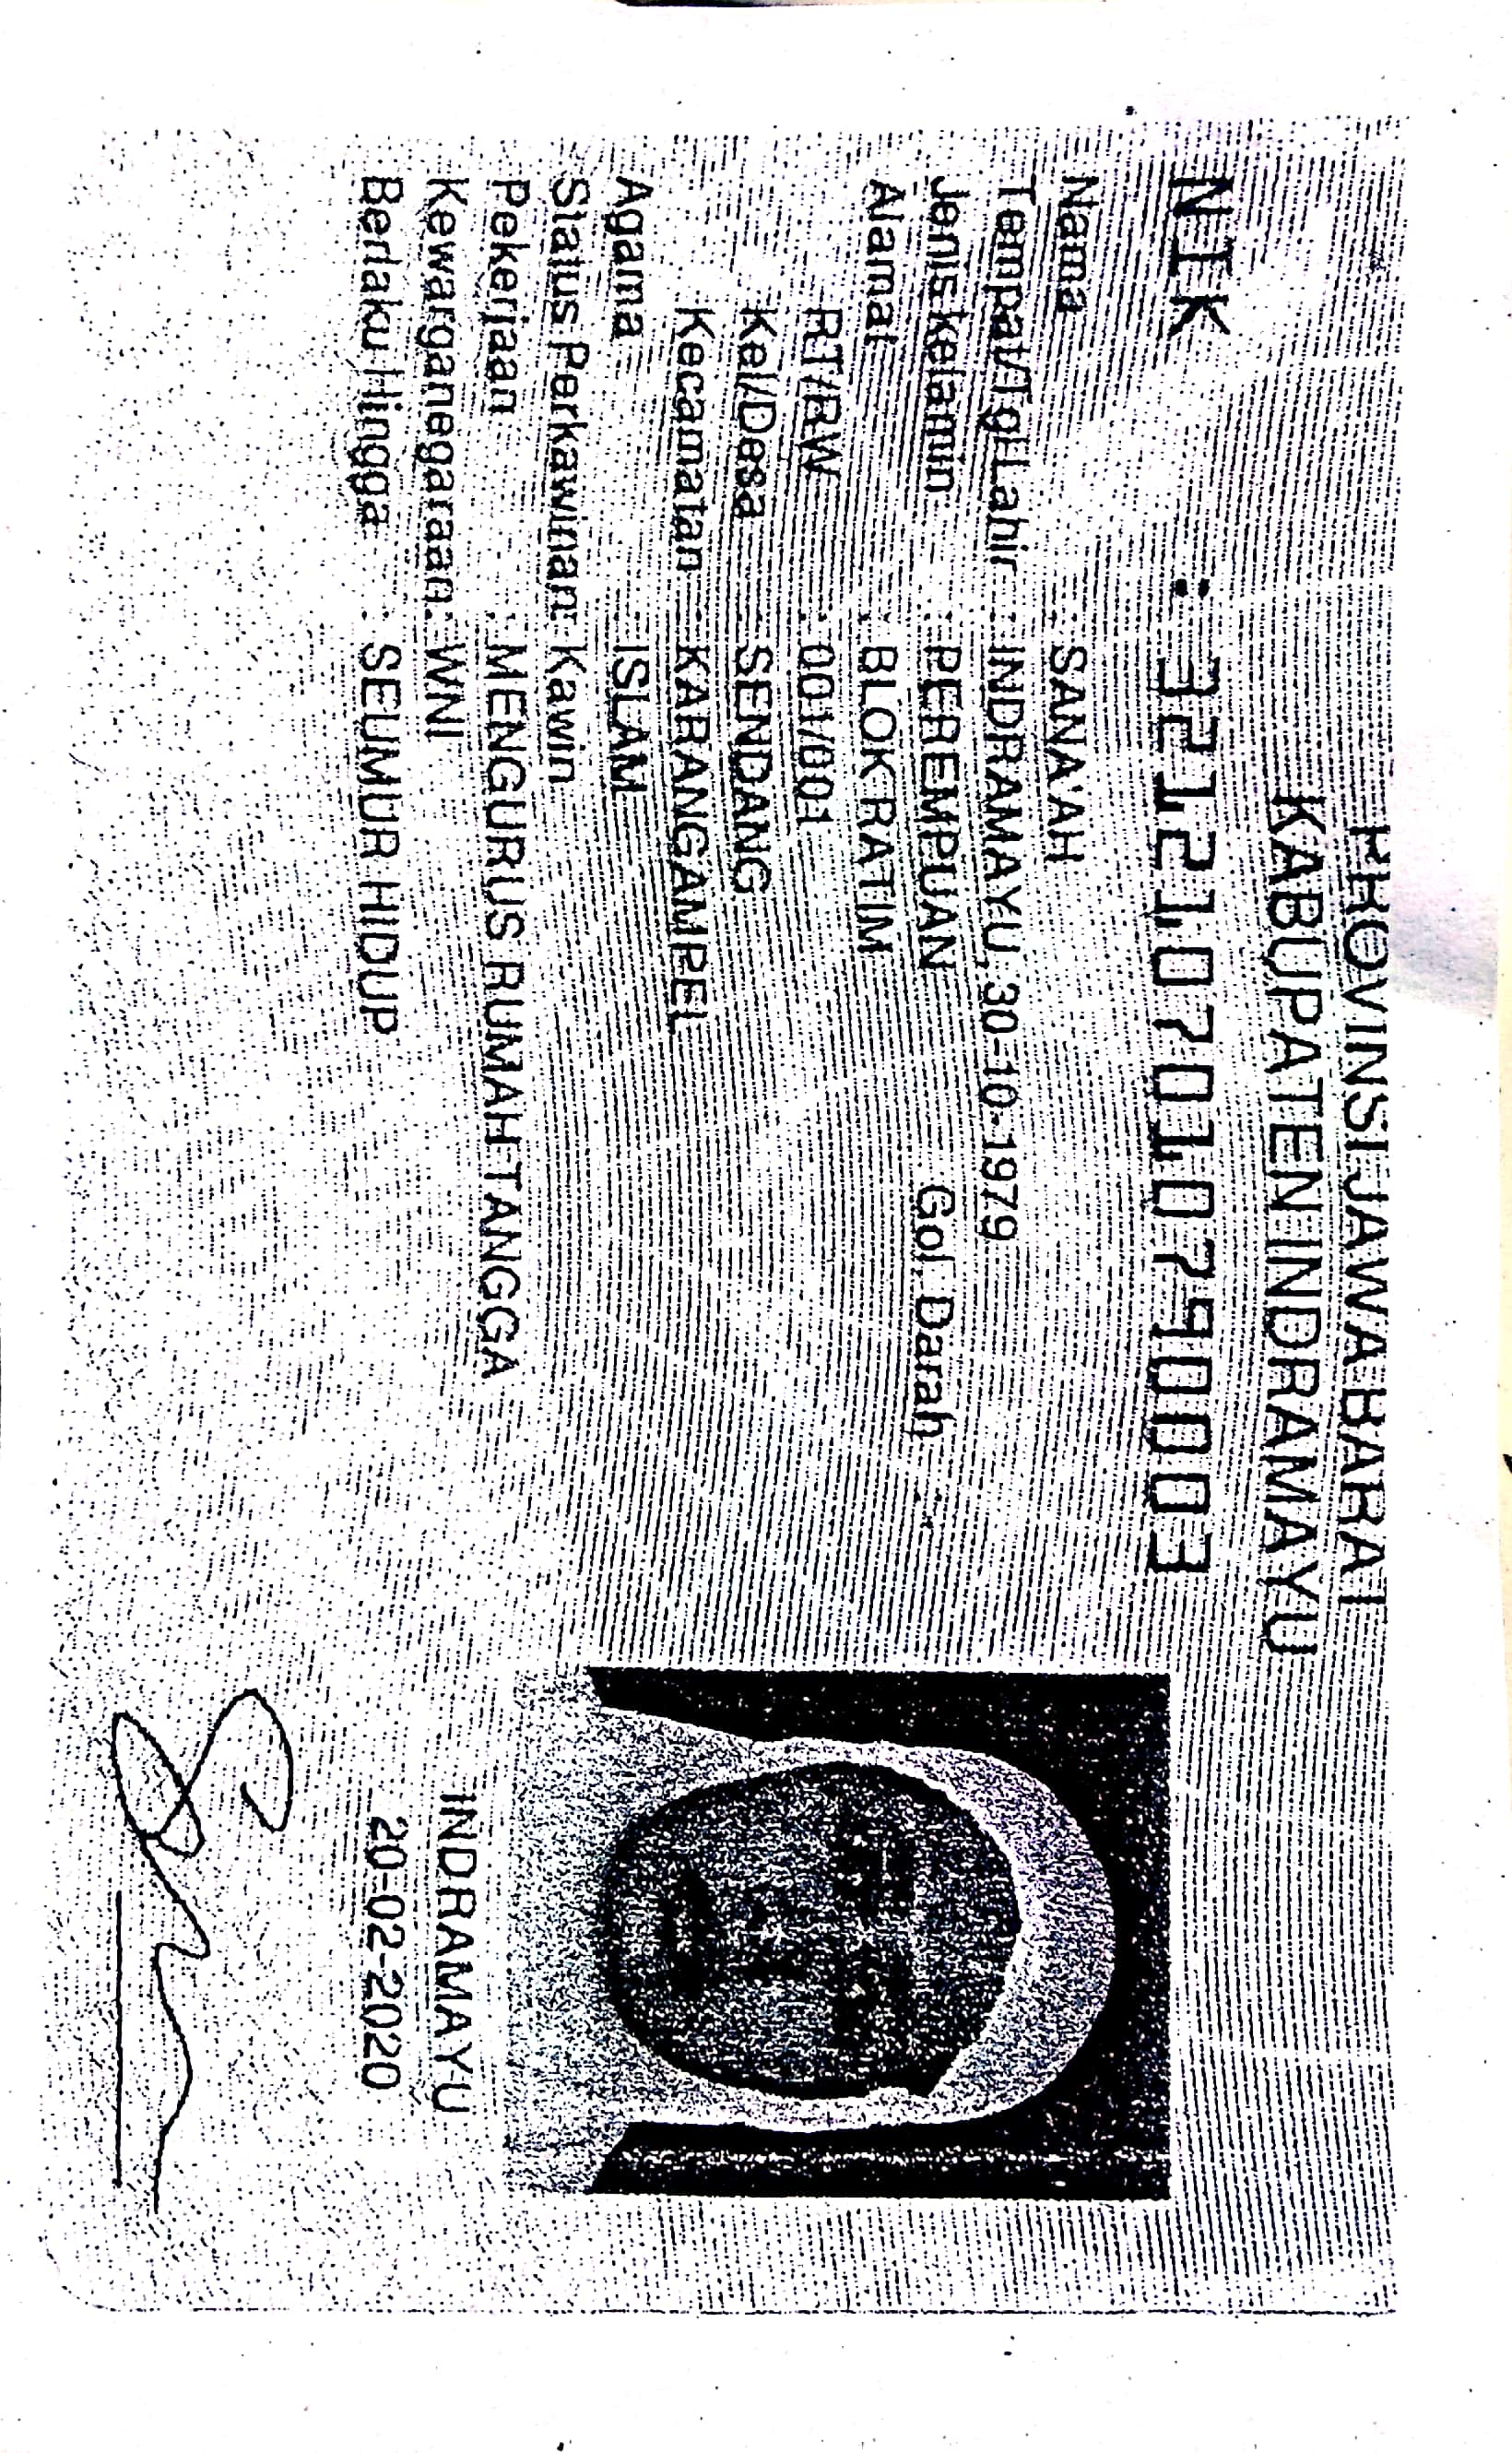 PROVINSI JAWA BARAT
KABUPATEN INDRAMAYU
NIK : 3212107010790003
Nama : SANA'AH
Tempat/Tgl Lahir : INDRAMAYU, 30-10-1979
Jenis kelamin : PEREMPUAN Gol. Darah :
Alamat : BLOK RATIM
RT/RW : 001/001
Kel/Desa : SENDANG
Kecamatan : KARANGAMPEL
Agama : ISLAM
Status Perkawinan: Kawin
Pekerjaan : MENGURUS RUMAH TANGGA
Kewarganegaraan: WNI
Berlaku Hingga : SEUMUR HIDUP
INDRAMAYU
20-02-2020